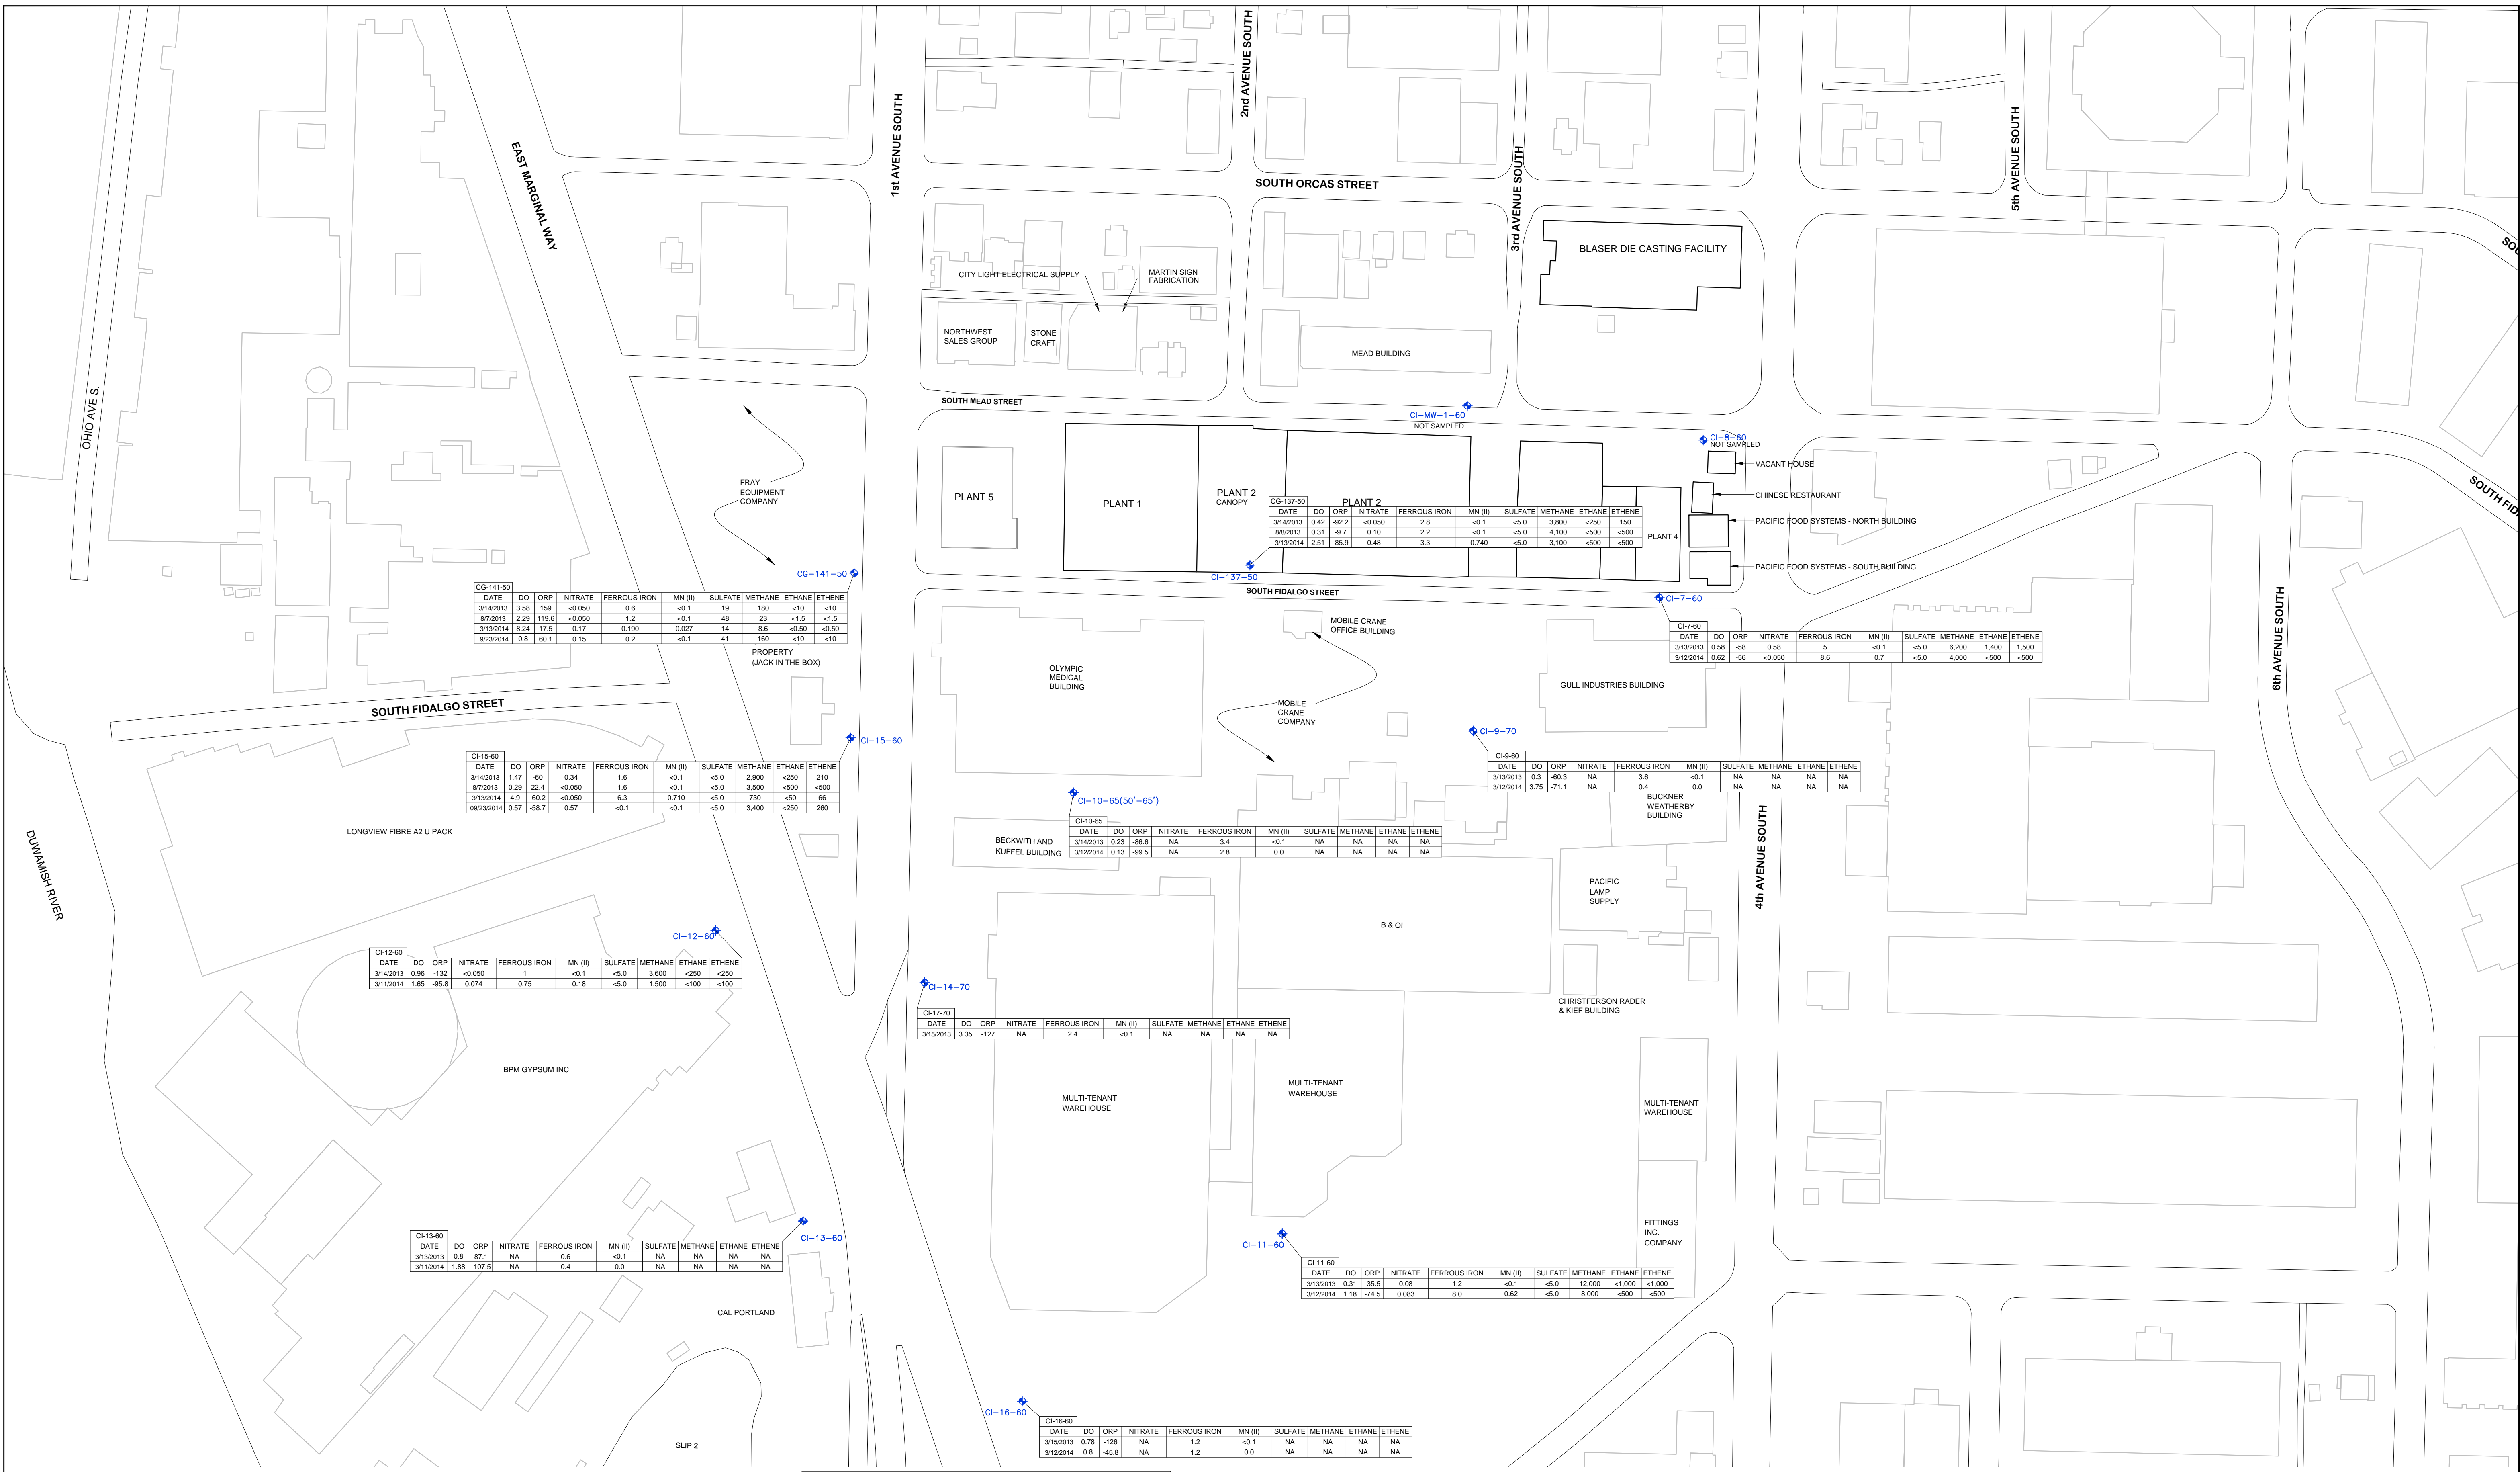 2nd AVENUE SOUTH
1st AVENUE SOUTH
5th AVENUE SOUTH
EAST MARGINAL WAY
3rd AVENUE SOUTH
SOUTH ORCAS STREET
BLASER DIE CASTING FACILITY
CITY LIGHT ELECTRICAL SUPPLY
MARTIN SIGN
FABRICATION
NORTHWEST
SALES GROUP
STONE
CRAFT
MEAD BUILDING
OHIO AVE S.
SOUTH MEAD STREET
CI-MW-1-60
NOT SAMPLED
CI-8-60
NOT SAMPLED
VACANT HOUSE
CHINESE RESTAURANT
PACIFIC FOOD SYSTEMS - NORTH BUILDING
PACIFIC FOOD SYSTEMS - SOUTH BUILDING
FRAY
EQUIPMENT
COMPANY
PLANT 5
PLANT 1
PLANT 2
CANOPY
PLANT 2
PLANT 4
CG-137-50
DATE DO ORP NITRATE FERROUS IRON MN (II) SULFATE METHANE ETHANE ETHENE
3/14/2013 0.42 -92.2 <0.050 2.8 <0.1 <5.0 3,800 <250 150
8/8/2013 0.31 -9.7 0.10 2.2 <0.1 <5.0 4,100 <500 <500
3/13/2014 2.51 -85.9 0.48 3.3 0.740 <5.0 3,100 <500 <500
CI-137-50
SOUTH FIDALGO STREET
CG-141-50
CG-141-50
DATE DO ORP NITRATE FERROUS IRON MN (II) SULFATE METHANE ETHANE ETHENE
3/14/2013 3.58 159 <0.050 0.6 <0.1 19 180 <10 <10
8/7/2013 2.29 119.6 <0.050 1.2 <0.1 48 23 <1.5 <1.5
3/13/2014 8.24 17.5 0.17 0.190 0.027 14 8.6 <0.50 <0.50
9/23/2014 0.8 60.1 0.15 0.2 <0.1 41 160 <10 <10
PROPERTY
(JACK IN THE BOX)
CI-7-60
CI-7-60
DATE DO ORP NITRATE FERROUS IRON MN (II) SULFATE METHANE ETHANE ETHENE
3/13/2013 0.58 -58 0.58 5 <0.1 <5.0 6,200 1,400 1,500
3/12/2014 0.62 -56 <0.050 8.6 0.7 <5.0 4,000 <500 <500
MOBILE CRANE
OFFICE BUILDING
OLYMPIC
MEDICAL
BUILDING
MOBILE
CRANE
COMPANY
GULL INDUSTRIES BUILDING
6th AVENUE SOUTH
SOUTH FIDALGO STREET
CI-15-60
CI-15-60
DATE DO ORP NITRATE FERROUS IRON MN (II) SULFATE METHANE ETHANE ETHENE
3/14/2013 1.47 -60 0.34 1.6 <0.1 <5.0 2,900 <250 210
8/7/2013 0.29 22.4 <0.050 1.6 <0.1 <5.0 3,500 <500 <500
3/13/2014 4.9 -60.2 <0.050 6.3 0.710 <5.0 730 <50 66
09/23/2014 0.57 -58.7 0.57 <0.1 <0.1 <5.0 3,400 <250 260
CI-9-70
CI-9-60
DATE DO ORP NITRATE FERROUS IRON MN (II) SULFATE METHANE ETHANE ETHENE
3/13/2013 0.3 -60.3 NA 3.6 <0.1 NA NA NA NA
3/12/2014 3.75 -71.1 NA 0.4 0.0 NA NA NA NA
BUCKNER
WEATHERBY
BUILDING
4th AVENUE SOUTH
LONGVIEW FIBRE A2 U PACK
DUWAMISH RIVER
CI-10-65(50'-65')
CI-10-65
DATE DO ORP NITRATE FERROUS IRON MN (II) SULFATE METHANE ETHANE ETHENE
3/14/2013 0.23 -86.6 NA 3.4 <0.1 NA NA NA NA
3/12/2014 0.13 -99.5 NA 2.8 0.0 NA NA NA NA
BECKWITH AND
KUFFEL BUILDING
PACIFIC
LAMP
SUPPLY
B & OI
CI-12-60
CI-12-60
DATE DO ORP NITRATE FERROUS IRON MN (II) SULFATE METHANE ETHANE ETHENE
3/14/2013 0.96 -132 <0.050 1 <0.1 <5.0 3,600 <250 <250
3/11/2014 1.65 -95.8 0.074 0.75 0.18 <5.0 1,500 <100 <100
CI-14-70
CI-17-70
DATE DO ORP NITRATE FERROUS IRON MN (II) SULFATE METHANE ETHANE ETHENE
3/15/2013 3.35 -127 NA 2.4 <0.1 NA NA NA NA
CHRISTFERSON RADER
& KIEF BUILDING
BPM GYPSUM INC
MULTI-TENANT
WAREHOUSE
MULTI-TENANT
WAREHOUSE
MULTI-TENANT
WAREHOUSE
CI-13-60
CI-13-60
DATE DO ORP NITRATE FERROUS IRON MN (II) SULFATE METHANE ETHANE ETHENE
3/13/2013 0.8 87.1 NA 0.6 <0.1 NA NA NA NA
3/11/2014 1.88 -107.5 NA 0.4 0.0 NA NA NA NA
FITTINGS
INC.
COMPANY
CI-11-60
CI-11-60
DATE DO ORP NITRATE FERROUS IRON MN (II) SULFATE METHANE ETHANE ETHENE
3/13/2013 0.31 -35.5 0.08 1.2 <0.1 <5.0 12,000 <1,000 <1,000
3/12/2014 1.18 -74.5 0.083 8.0 0.62 <5.0 8,000 <500 <500
CAL PORTLAND
SLIP 2
CI-16-60
CI-16-60
DATE DO ORP NITRATE FERROUS IRON MN (II) SULFATE METHANE ETHANE ETHENE
3/15/2013 0.78 -126 NA 1.2 <0.1 NA NA NA NA
3/12/2014 0.8 -45.8 NA 1.2 0.0 NA NA NA NA